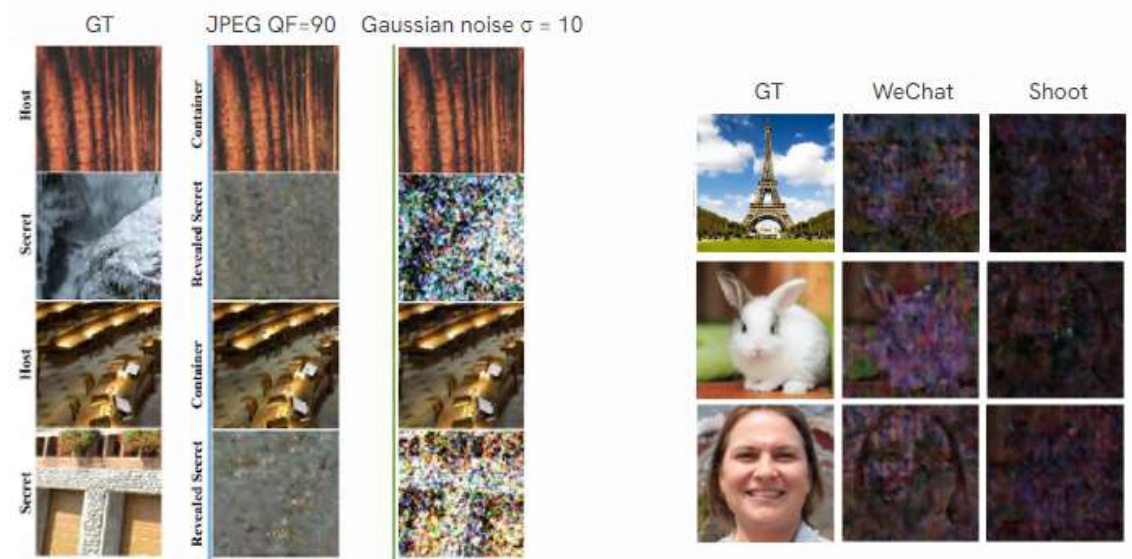 GT JPEG QF=90 Gaussian noise σ = 10
Host
Container
Secret
Revealed Secret
Host
Container
Secret
Revealed Secret
GT WeChat Shoot